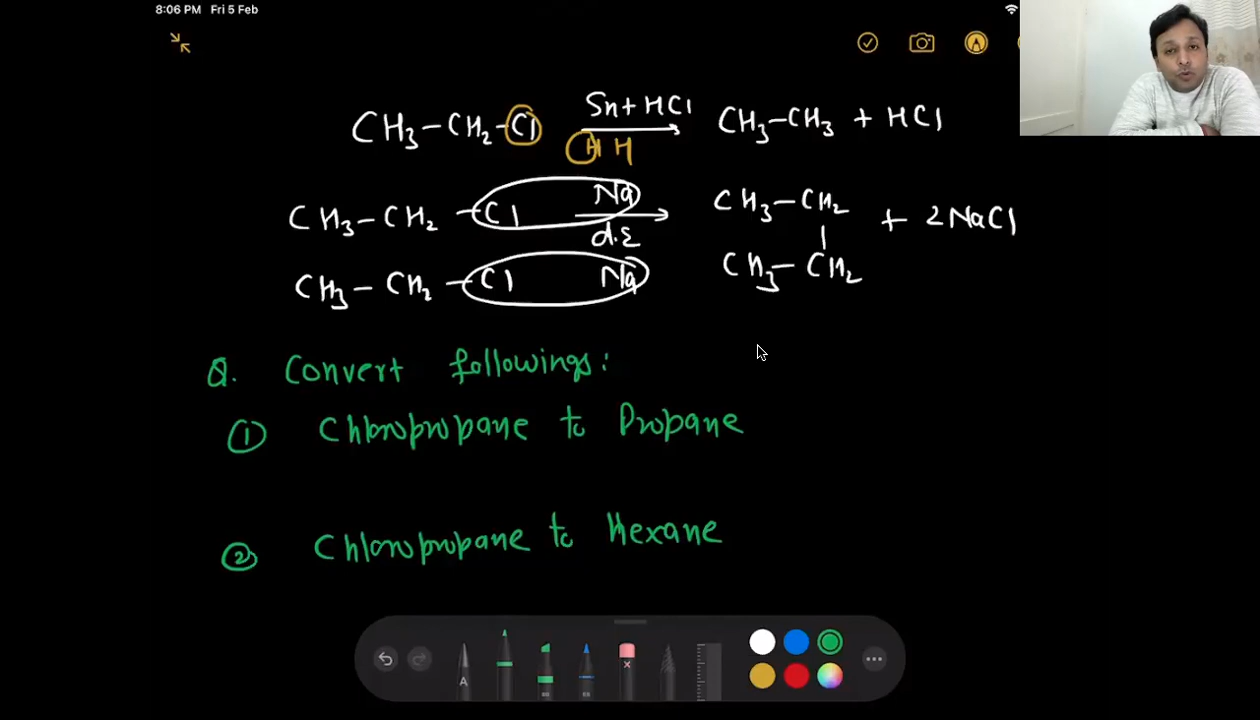 8:06 PM Fri 5 Feb
CH3-CH2-Cl Sn+HCl CH3-CH3 + HCl
H H
CH3-CH2-Cl Na CH3-CH2 + 2NaCl
d.E
CH3-CH2-Cl Na CH3-CH2
Q. Convert followings:
① Chloropropane to Propane
② Chloropropane to Hexane
A